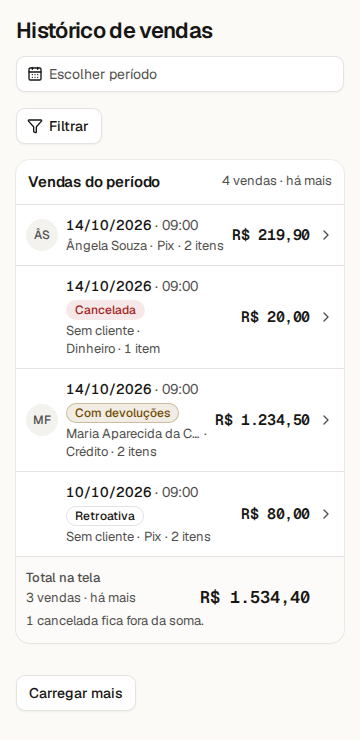 Histórico de vendas
Escolher período
Filtrar
Vendas do período
4 vendas · há mais
ÂS
14/10/2026 · 09:00
Ângela Souza · Pix · 2 itens
R$ 219,90
14/10/2026 · 09:00
Cancelada
Sem cliente ·
Dinheiro · 1 item
R$ 20,00
MF
14/10/2026 · 09:00
Com devoluções
Maria Aparecida da C… ·
Crédito · 2 itens
R$ 1.234,50
10/10/2026 · 09:00
Retroativa
Sem cliente · Pix · 2 itens
R$ 80,00
Total na tela
3 vendas · há mais
1 cancelada fica fora da soma.
R$ 1.534,40
Carregar mais